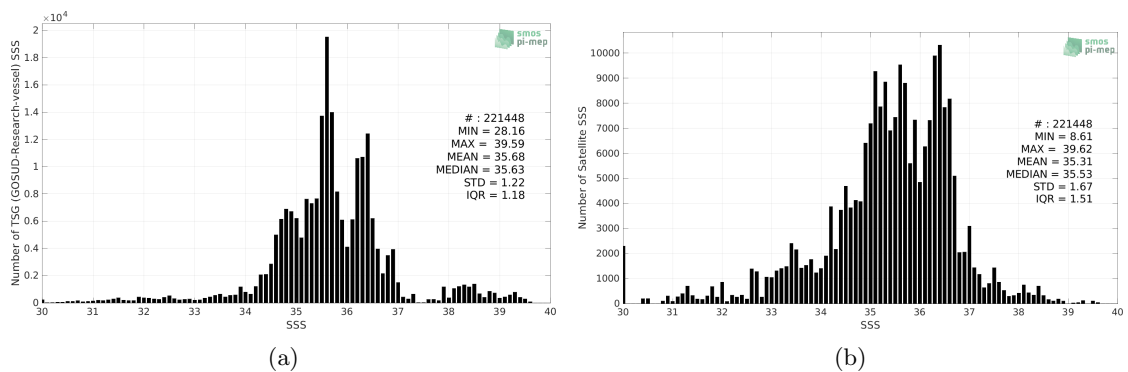 ×10⁴
2
1.8
1.6
1.4
1.2
1
0.8
0.6
0.4
0.2
0
Number of TSG (GOSUD-Research-vessel) SSS
smos
pi-mep
# : 221448
MIN = 28.16
MAX = 39.59
MEAN = 35.68
MEDIAN = 35.63
STD = 1.22
IQR = 1.18
30 31 32 33 34 35 36 37 38 39 40
SSS
(a)
10000
9000
8000
7000
6000
5000
4000
3000
2000
1000
0
Number of Satellite SSS
smos
pi-mep
# : 221448
MIN = 8.61
MAX = 39.62
MEAN = 35.31
MEDIAN = 35.53
STD = 1.67
IQR = 1.51
30 31 32 33 34 35 36 37 38 39 40
SSS
(b)